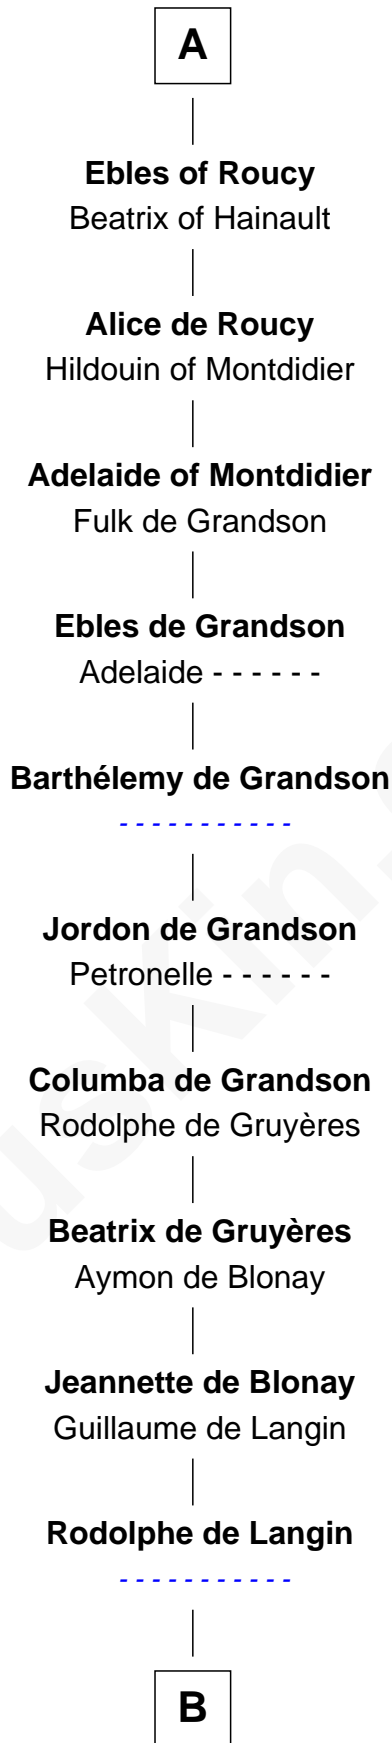 A
Ebles of Roucy
Beatrix of Hainault
Alice de Roucy
Hildouin of Montdidier
Adelaide of Montdidier
Fulk de Grandson
Ebles de Grandson
Adelaide - - - - - -
Barthélemy de Grandson
- - - - - - - - - - -
Jordon de Grandson
Petronelle - - - - - -
Columba de Grandson
Rodolphe de Gruyères
Beatrix de Gruyères
Aymon de Blonay
Jeannette de Blonay
Guillaume de Langin
Rodolphe de Langin
- - - - - - - - - - -
B